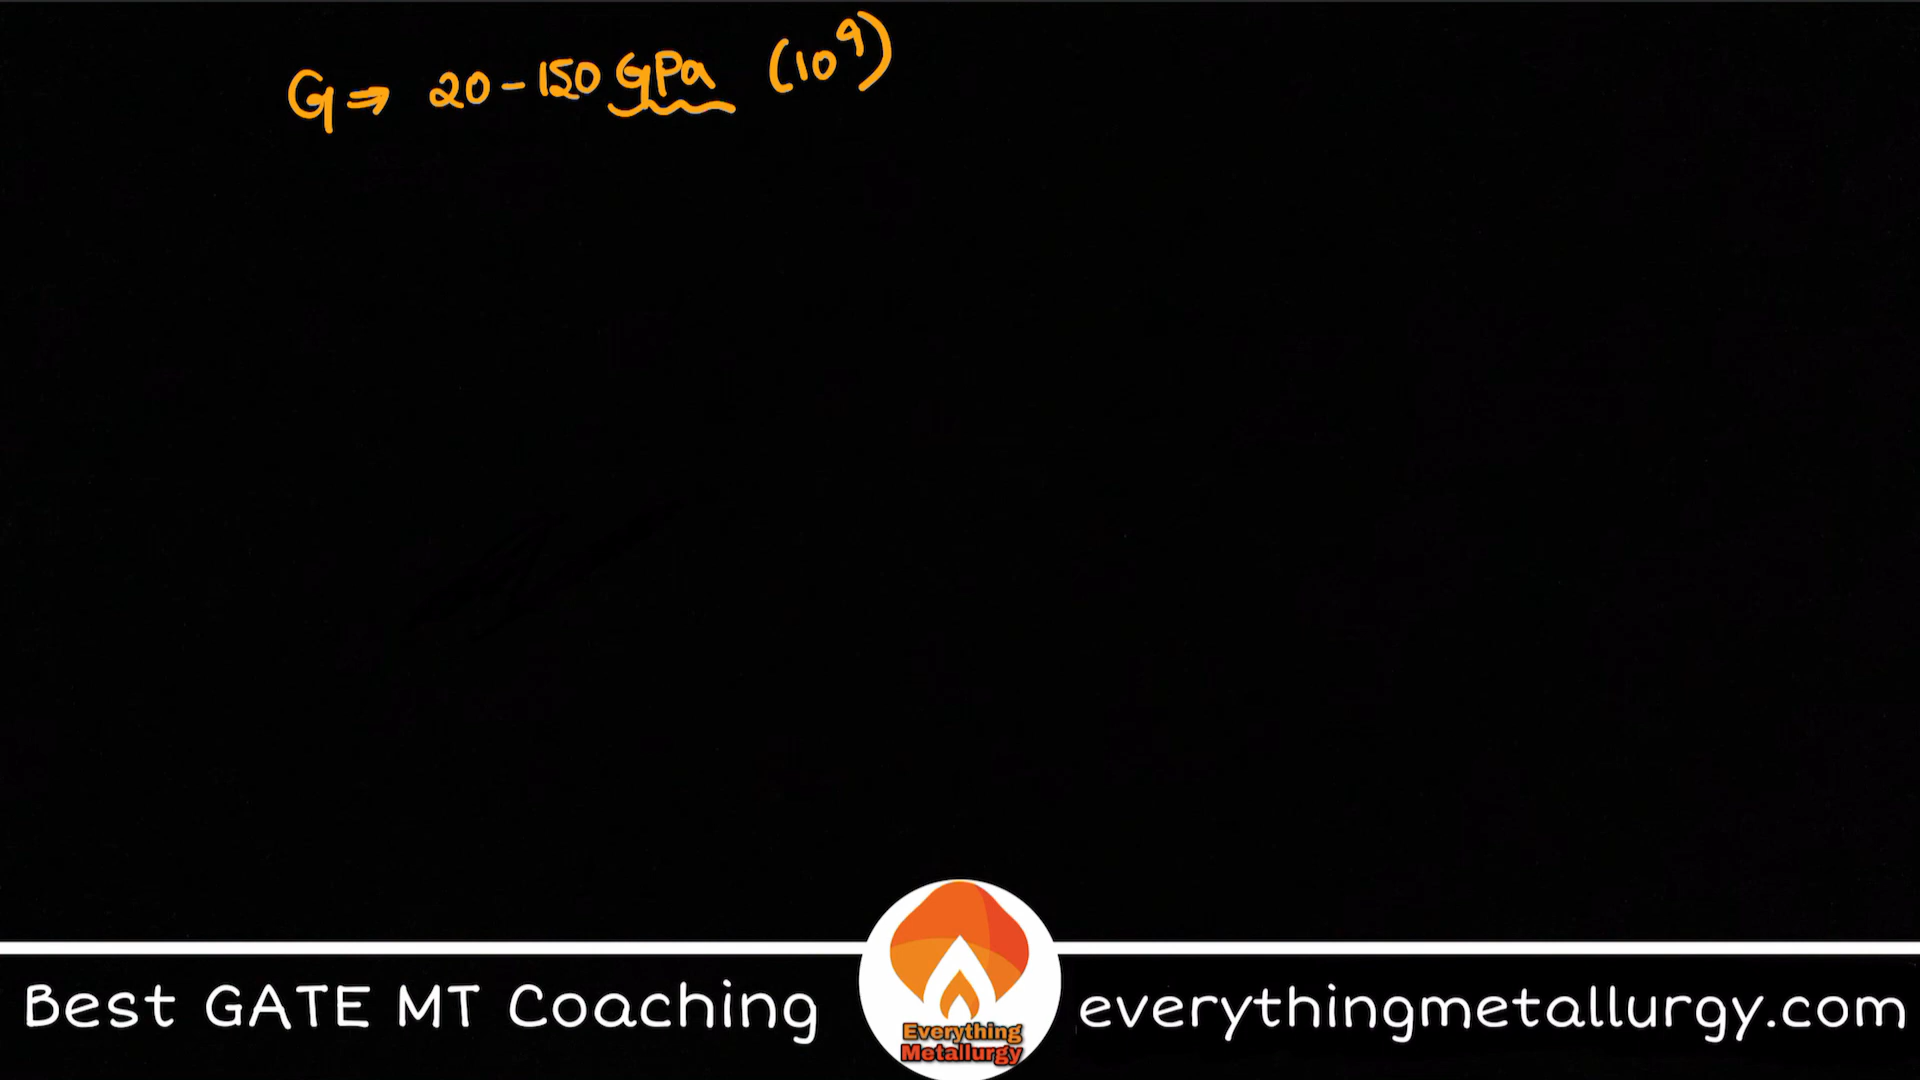 G ⇒ 20-150 GPa (10⁹)
Best GATE MT Coaching
Everything
Metallurgy
everythingmetallurgy.com